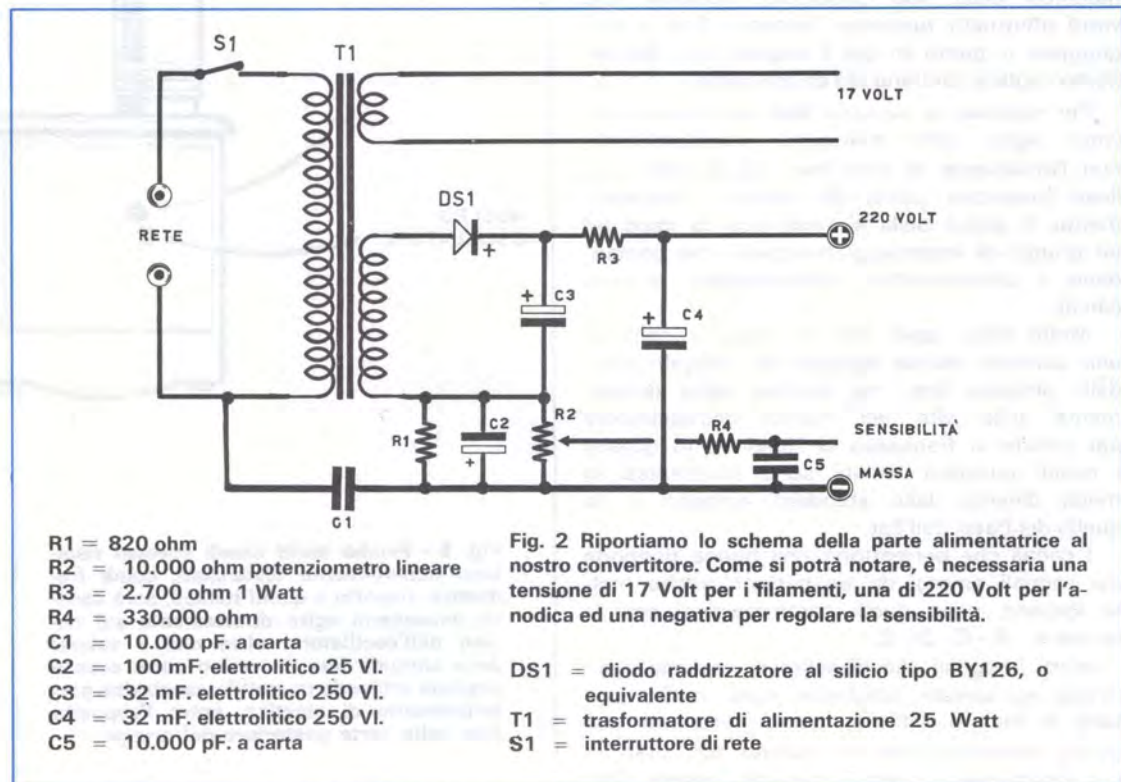 S1
T1
17 VOLT
RETE
DS1
+
220 VOLT
R3
+
C3
+
C4
R1
C2
+
R2
R4
SENSIBILITÀ
C5
MASSA
C1
R1 = 820 ohm
R2 = 10.000 ohm potenziometro lineare
R3 = 2.700 ohm 1 Watt
R4 = 330.000 ohm
C1 = 10.000 pF. a carta
C2 = 100 mF. elettrolitico 25 Vl.
C3 = 32 mF. elettrolitico 250 Vl.
C4 = 32 mF. elettrolitico 250 Vl.
C5 = 10.000 pF. a carta
Fig. 2 Riportiamo lo schema della parte alimentatrice al
nostro convertitore. Come si potrà notare, è necessaria una
tensione di 17 Volt per i filamenti, una di 220 Volt per l'a-
nodica ed una negativa per regolare la sensibilità.
DS1 = diodo raddrizzatore al silicio tipo BY126, o
equivalente
T1 = trasformatore di alimentazione 25 Watt
S1 = interruttore di rete